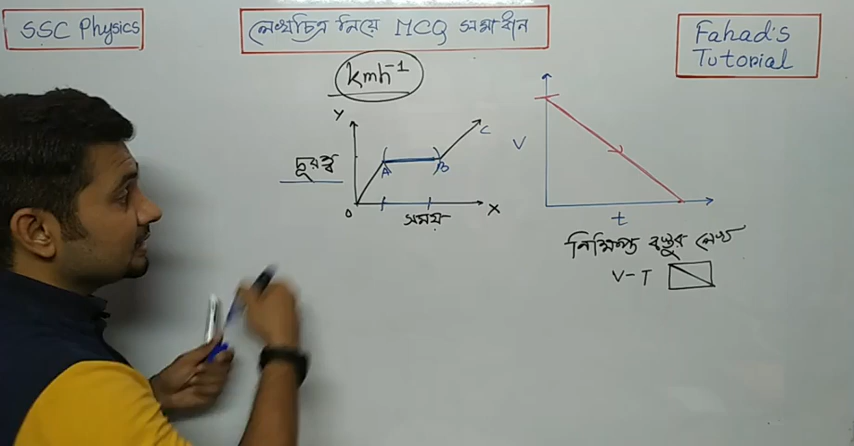 SSC Physics
লেখচিত্র নিয়ে MCQ সমাধান
Fahad's
Tutorial
kmh⁻¹
Y
দূরত্ব
A
B
C
O
সময়
X
V
t
নিক্ষিপ্ত বস্তুর লেখ
V-T